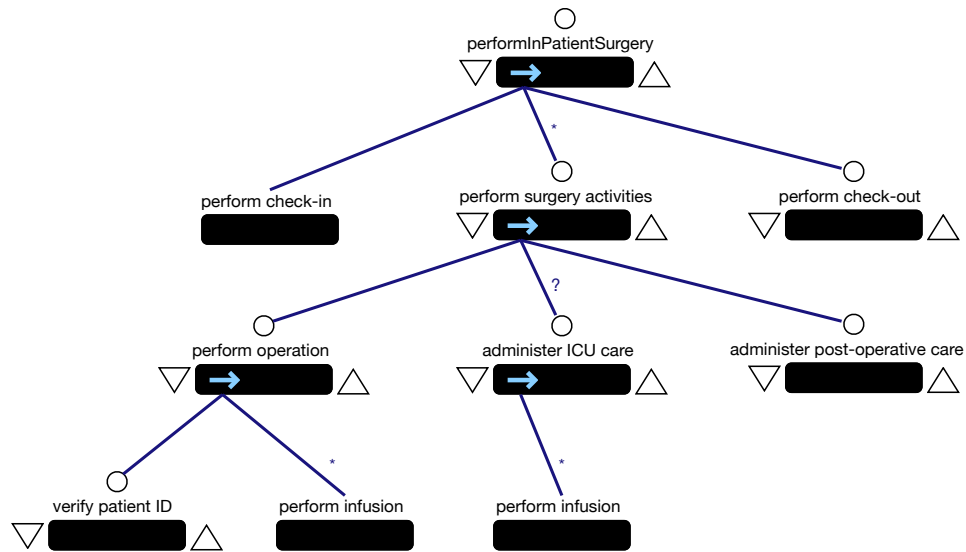 performInPatientSurgery
*
perform check-in
perform surgery activities
perform check-out
?
perform operation
administer ICU care
administer post-operative care
*
*
verify patient ID
perform infusion
perform infusion